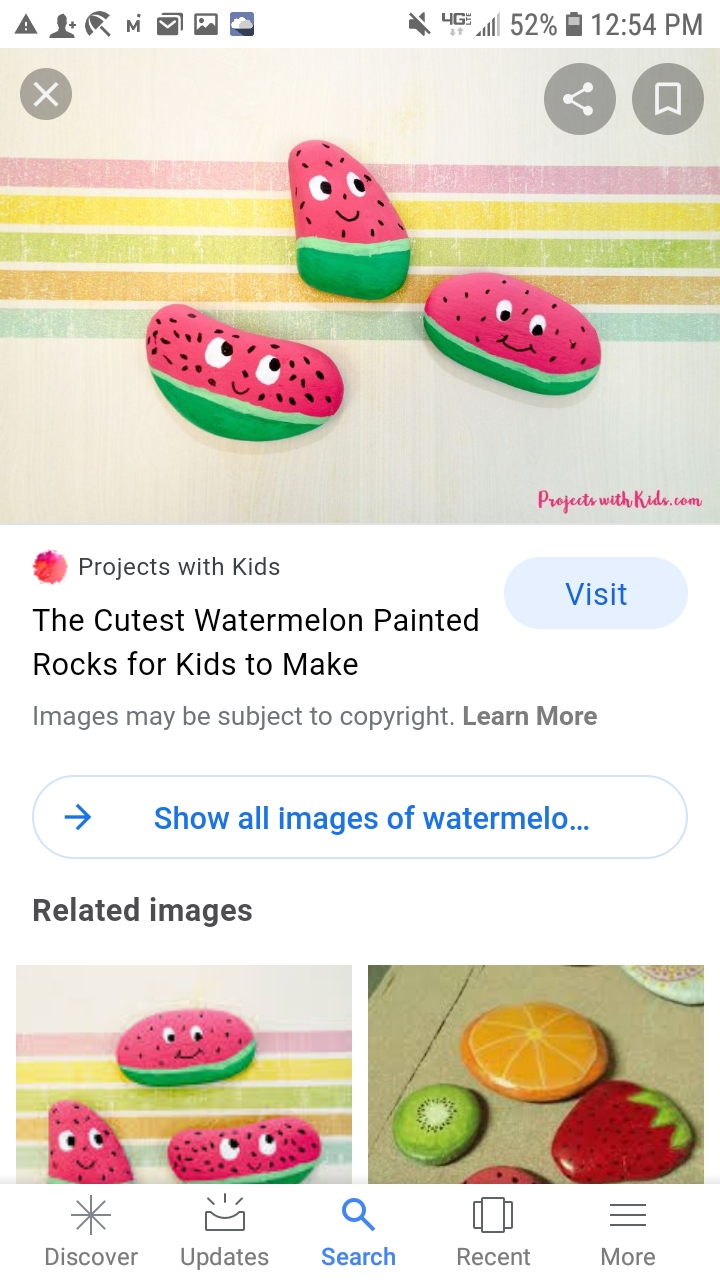 4G LTE 52% 12:54 PM
Projects with Kids.com
Projects with Kids
Visit
The Cutest Watermelon Painted
Rocks for Kids to Make
Images may be subject to copyright. Learn More
Show all images of watermelo...
Related images
Discover Updates Search Recent More